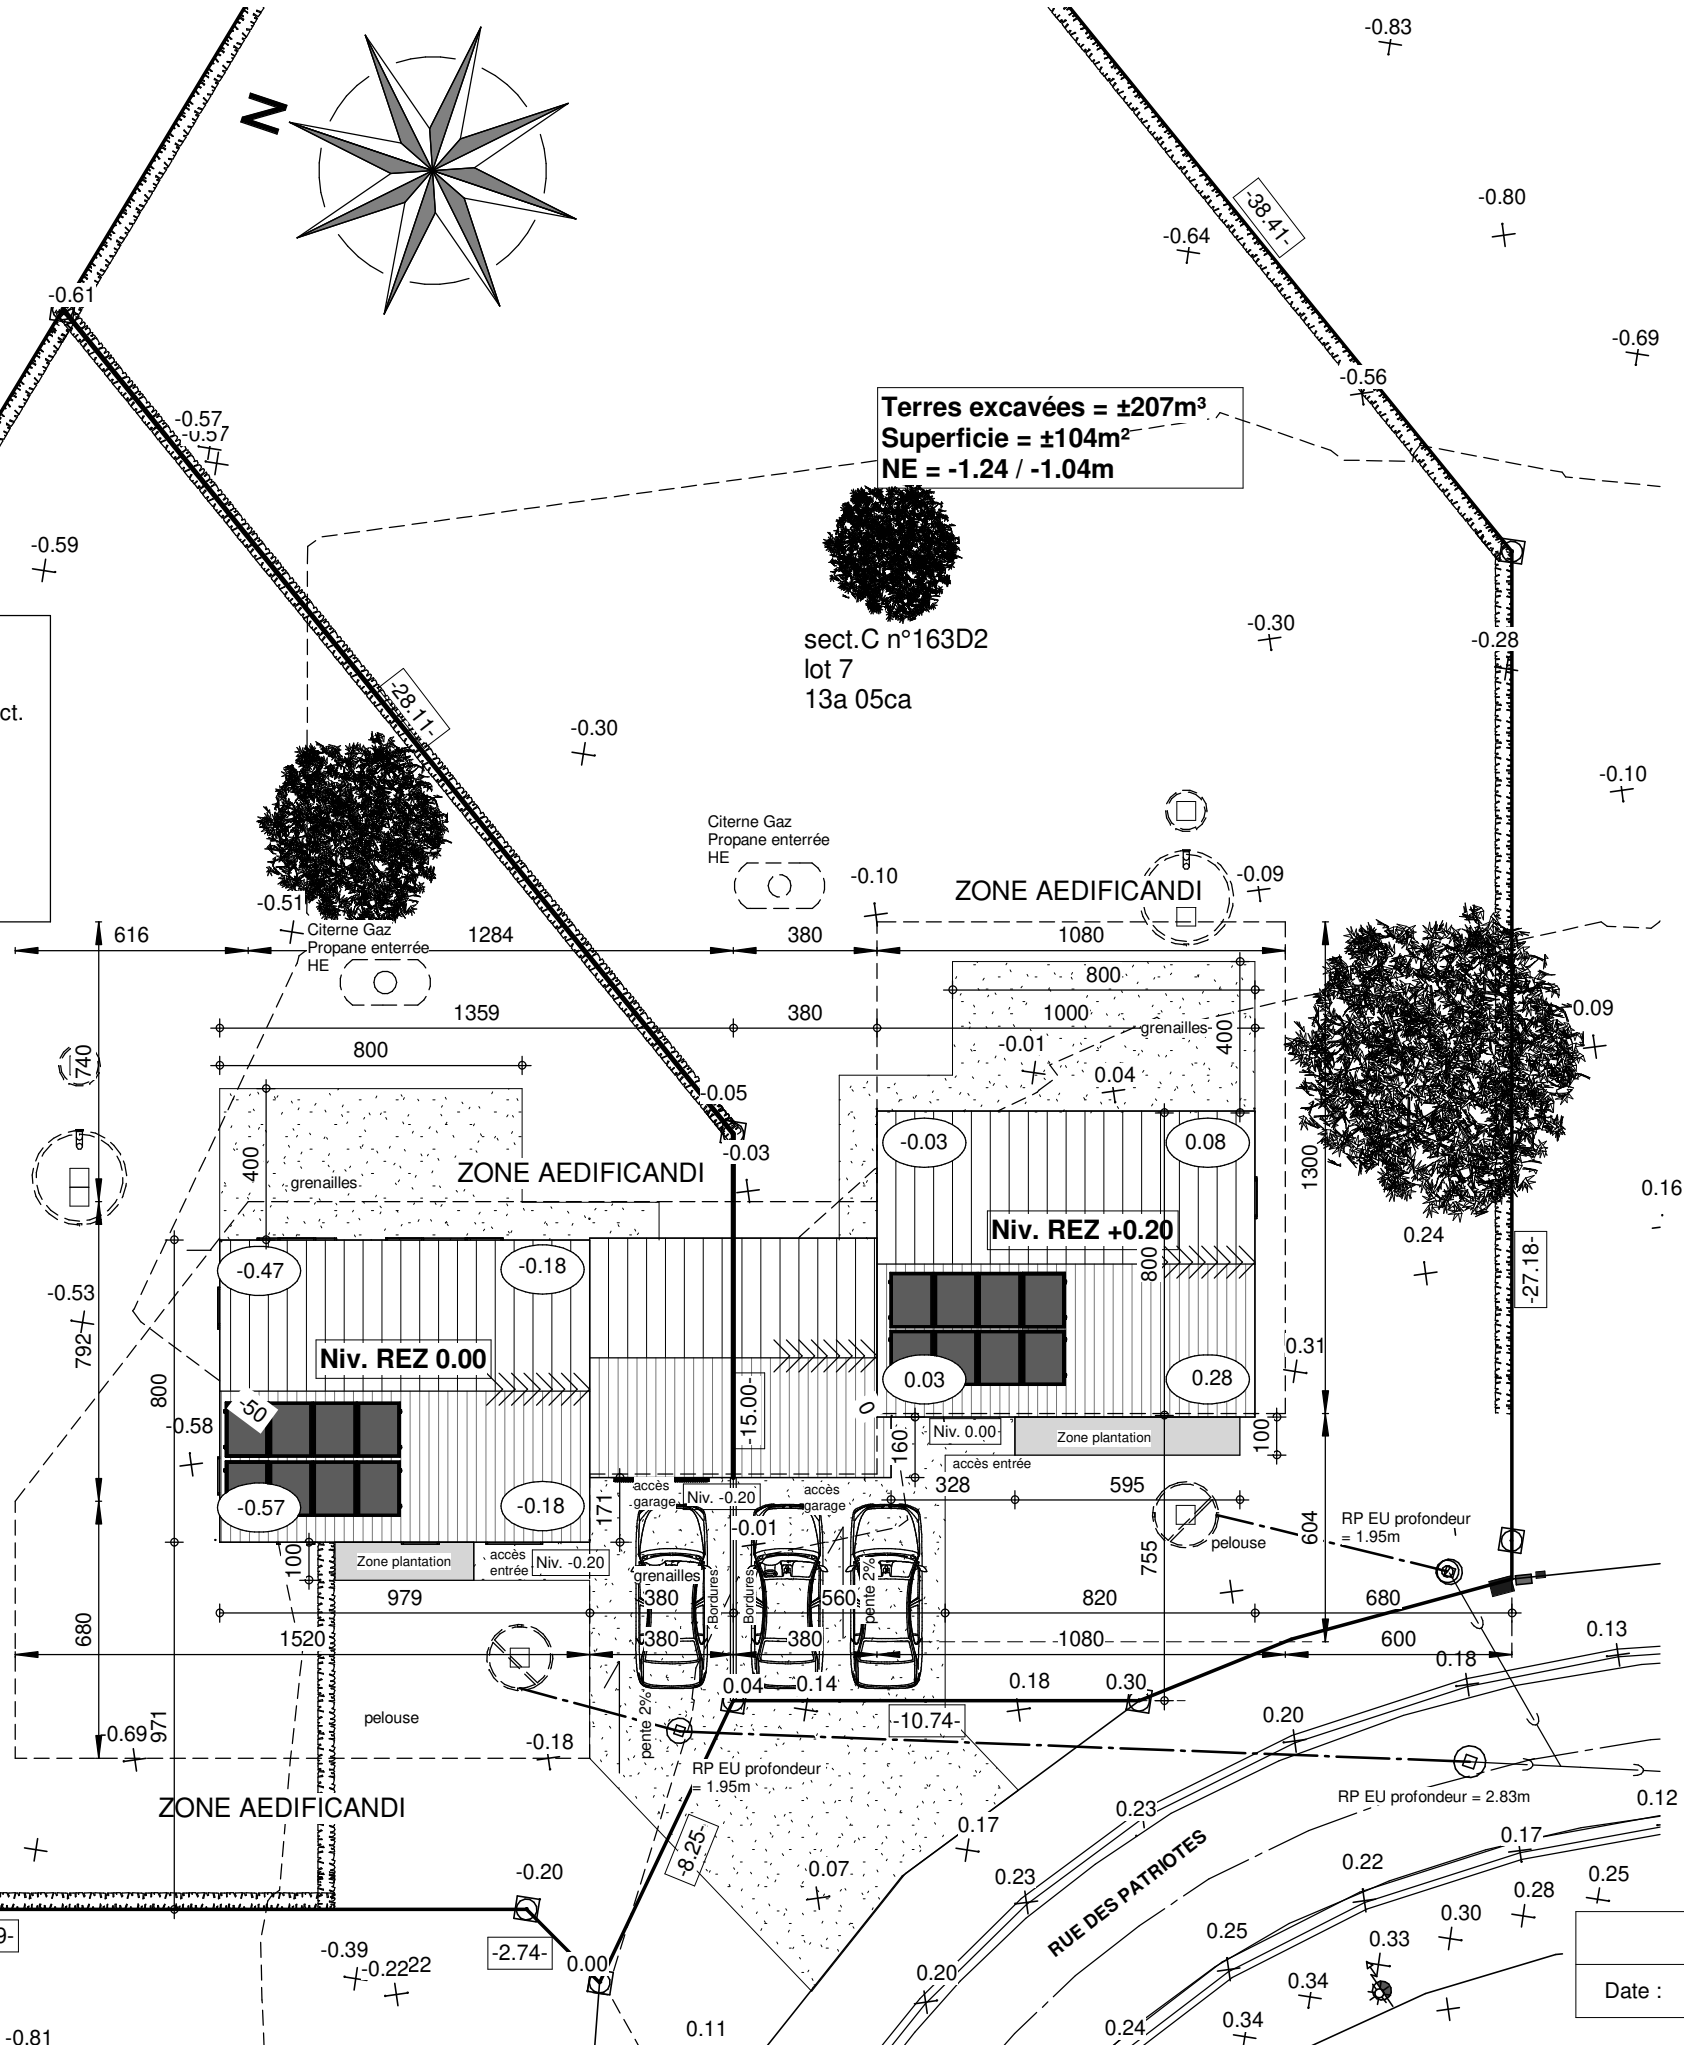 -0.83
N
-38.41-
-0.80
-0.64
-0.61
-0.69
-0.56
-0.57
-0.57
Terres excavées = ±207m³
Superficie = ±104m²
NE = -1.24 / -1.04m
-0.59
sect.C n°163D2
lot 7
13a 05ca
-0.30
-0.28
ct.
-28.11-
-0.30
-0.10
Citerne Gaz
Propane enterrée
HE
-0.10
ZONE AEDIFICANDI
-0.09
-0.51
Citerne Gaz
Propane enterrée
HE
616
1284
380
1080
800
1359
380
1000
grenailles
400
-0.09
740
800
-0.01
0.04
-0.05
-0.03
-0.03
0.08
400
grenailles
ZONE AEDIFICANDI
1300
0.16
Niv. REZ +0.20
0.24
800
-27.18-
-0.47
-0.18
-0.53
792
Niv. REZ 0.00
0.31
800
0.03
0.28
-50
-15.00-
0
-0.58
160
Niv. 0.00
Zone plantation
100
accès entrée
-0.57
-0.18
171
accès
garage
Niv. -0.20
accès
garage
328
595
-0.01
RP EU profondeur
= 1.95m
604
pelouse
755
100
Zone plantation
accès
entrée
Niv. -0.20
grenailles
Bordures
Bordures
pente 2%
979
380
560
820
680
680
1520
380
380
1080
600
0.13
0.18
0.04
0.14
0.18
0.30
-10.74-
0.20
-0.69
971
pelouse
-0.18
pente 2%
RP EU profondeur
= 1.95m
RP EU profondeur = 2.83m
0.12
ZONE AEDIFICANDI
0.23
0.17
0.17
-8.25-
RUE DES PATRIOTES
-0.20
0.07
0.23
0.22
0.25
0.28
0.30
0.25
9-
-2.74-
-0.39
-0.22
22
0.00
0.33
0.20
0.34
Date :
-0.81
0.11
0.24
0.34